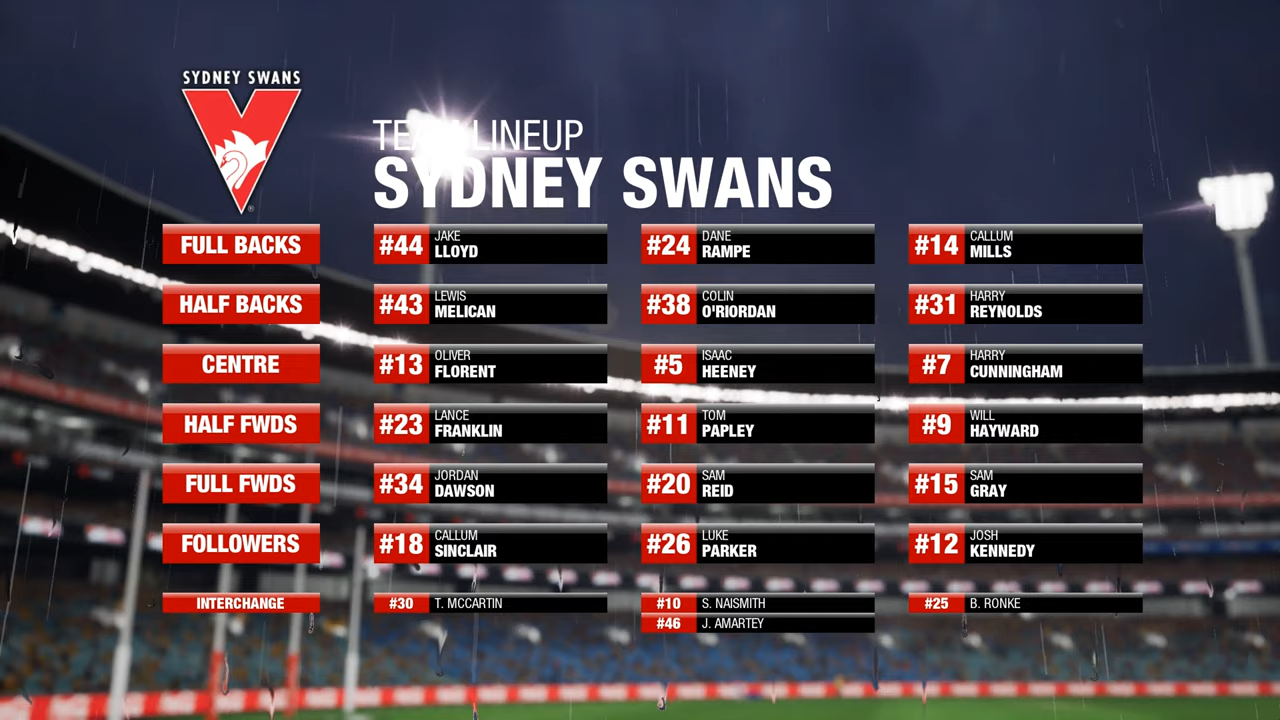 SYDNEY SWANS
TEAM LINEUP
SYDNEY SWANS
FULL BACKS
#44 JAKE LLOYD
#24 DANE RAMPE
#14 CALLUM MILLS
HALF BACKS
#43 LEWIS MELICAN
#38 COLIN O'RIORDAN
#31 HARRY REYNOLDS
CENTRE
#13 OLIVER FLORENT
#5 ISAAC HEENEY
#7 HARRY CUNNINGHAM
HALF FWDS
#23 LANCE FRANKLIN
#11 TOM PAPLEY
#9 WILL HAYWARD
FULL FWDS
#34 JORDAN DAWSON
#20 SAM REID
#15 SAM GRAY
FOLLOWERS
#18 CALLUM SINCLAIR
#26 LUKE PARKER
#12 JOSH KENNEDY
INTERCHANGE
#30 T. MCCARTIN
#10 S. NAISMITH
#25 B. RONKE
#46 J. AMARTEY